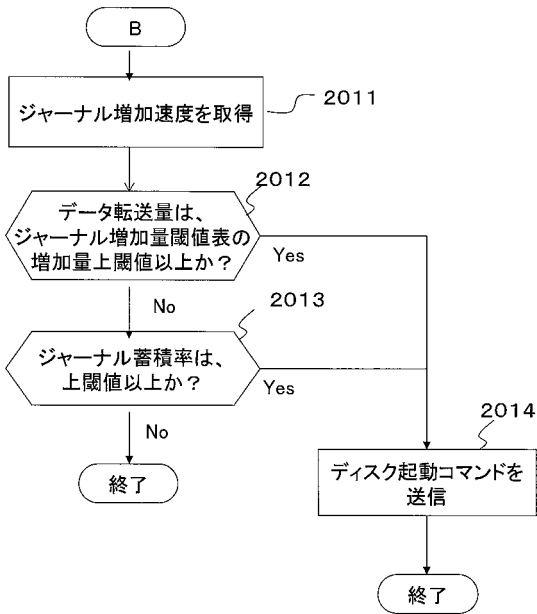 B
ジャーナル増加速度を取得
2011
データ転送量は、
ジャーナル増加量閾値表の
増加量上閾値以上か？
2012
Yes
No
ジャーナル蓄積率は、
上閾値以上か？
2013
Yes
No
終了
ディスク起動コマンドを
送信
2014
終了